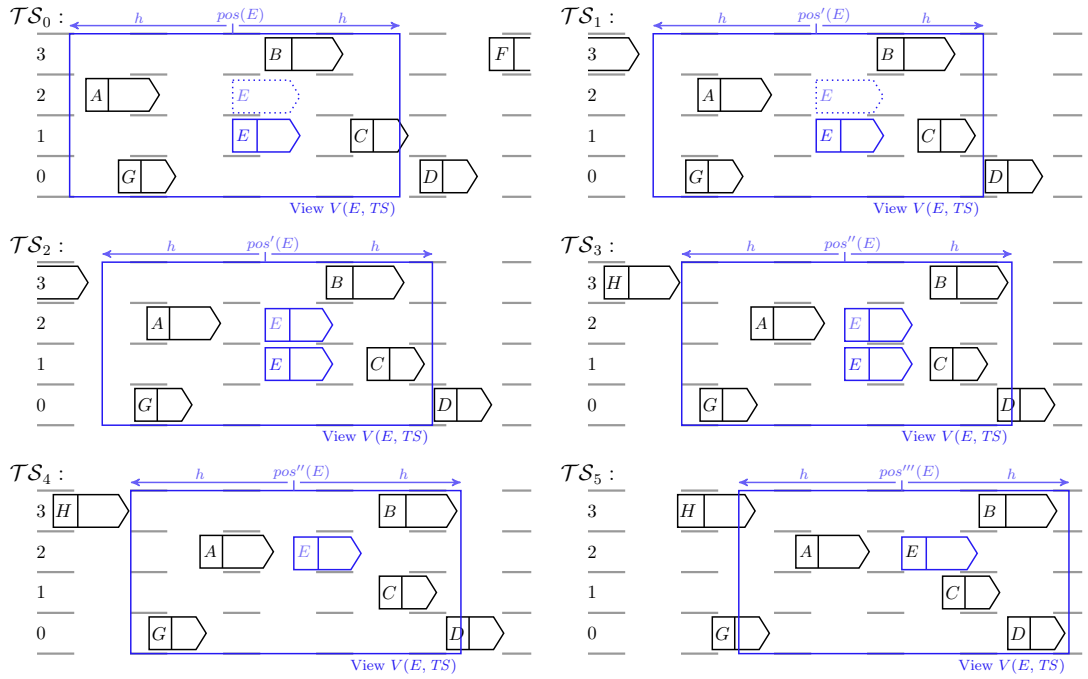 𝒯𝒮₀ :
h pos(E) h
3 B F
2 A E
1 E C
0 G D
View V(E, TS)
𝒯𝒮₁ :
h pos′(E) h
3 B
2 A E
1 E C
0 G D
View V(E, TS)
𝒯𝒮₂ :
h pos′(E) h
3 B
2 A E
1 E C
0 G D
View V(E, TS)
𝒯𝒮₃ :
h pos′′(E) h
3 H B
2 A E
1 E C
0 G D
View V(E, TS)
𝒯𝒮₄ :
h pos′′(E) h
3 H B
2 A E
1 C
0 G D
View V(E, TS)
𝒯𝒮₅ :
h pos′′′(E) h
3 H B
2 A E
1 C
0 G D
View V(E, TS)